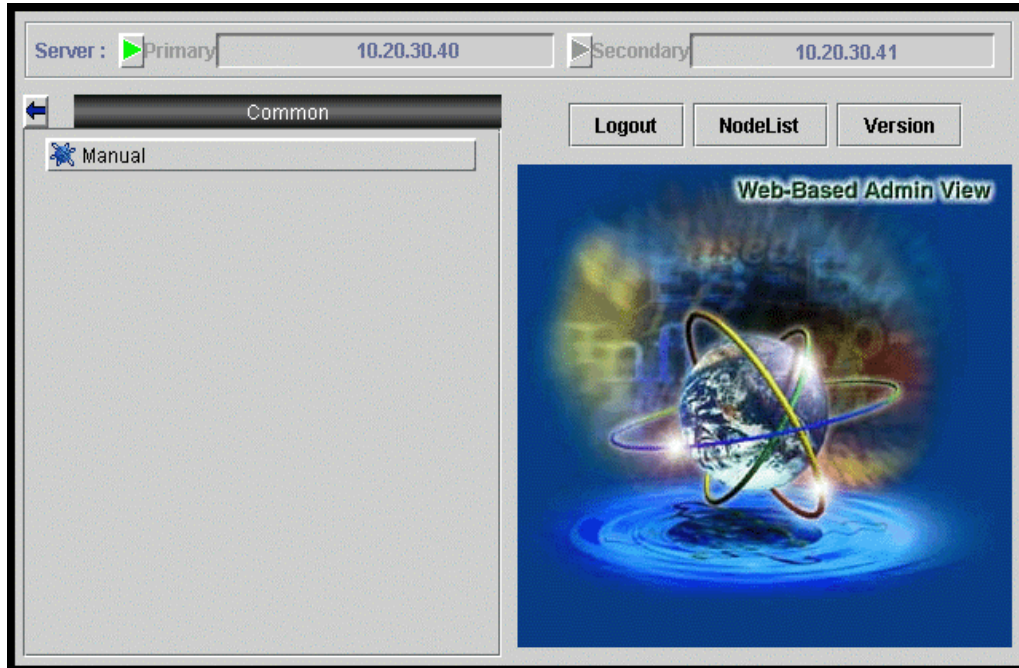 Server : Primary 10.20.30.40 Secondary 10.20.30.41
Common
Logout NodeList Version
Manual
Web-Based Admin View